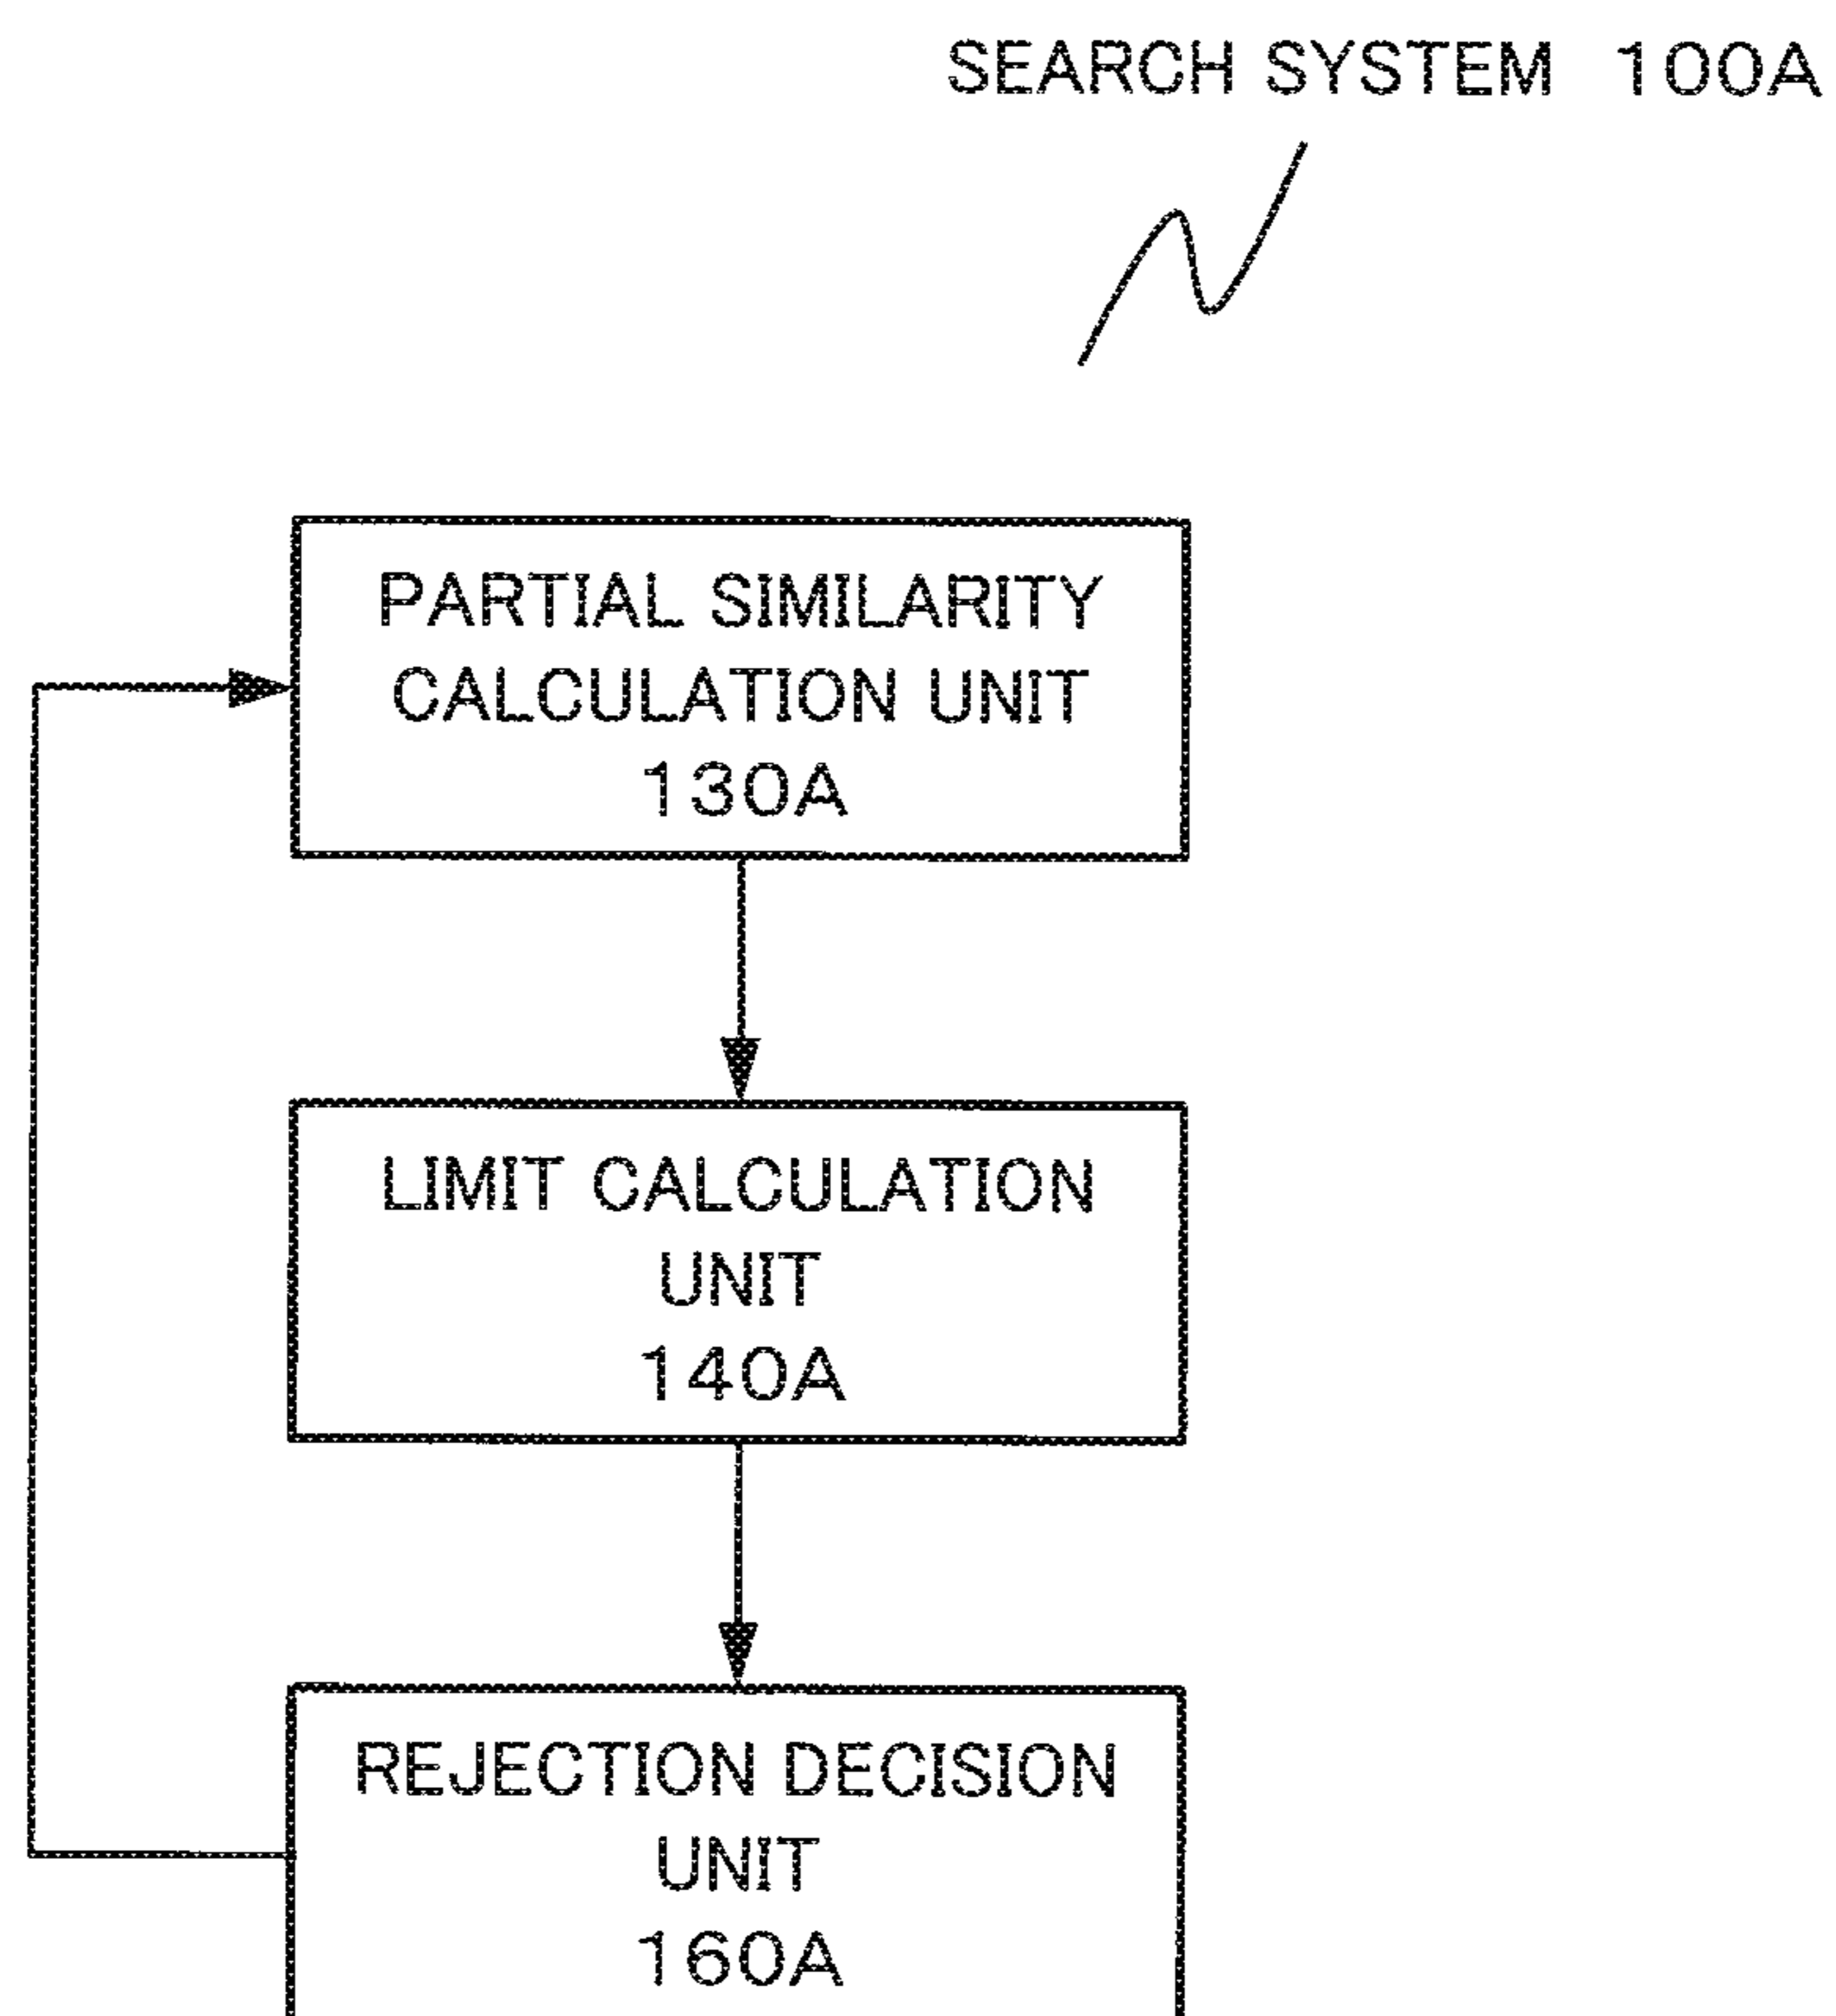 SEARCH SYSTEM 100A
PARTIAL SIMILARITY
CALCULATION UNIT
130A
LIMIT CALCULATION
UNIT
140A
REJECTION DECISION
UNIT
160A